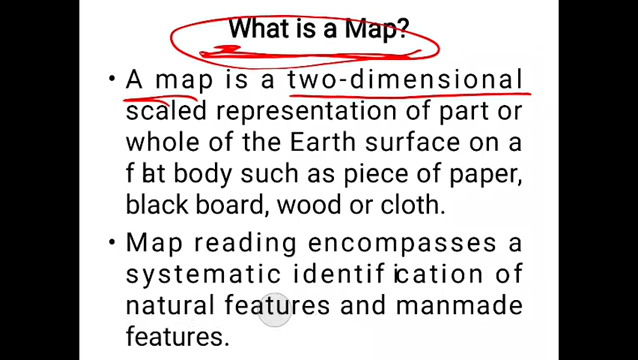 What is a Map?
• A map is a two-dimensional
scaled representation of part or
whole of the Earth surface on a
flat body such as piece of paper,
black board, wood or cloth.
• Map reading encompasses a
systematic identification of
natural features and manmade
features.